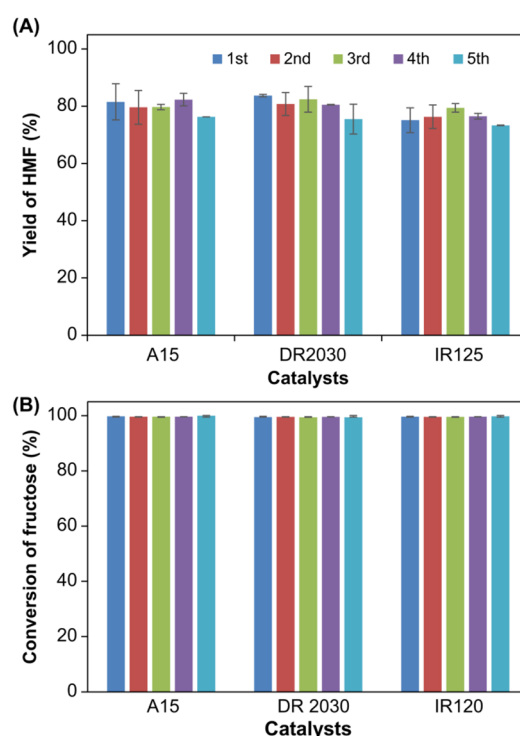 (A)
Yield of HMF (%)
100
80
60
40
20
0
1st 2nd 3rd 4th 5th
A15 DR2030 IR125
Catalysts
(B)
Conversion of fructose (%)
100
80
60
40
20
0
A15 DR 2030 IR120
Catalysts